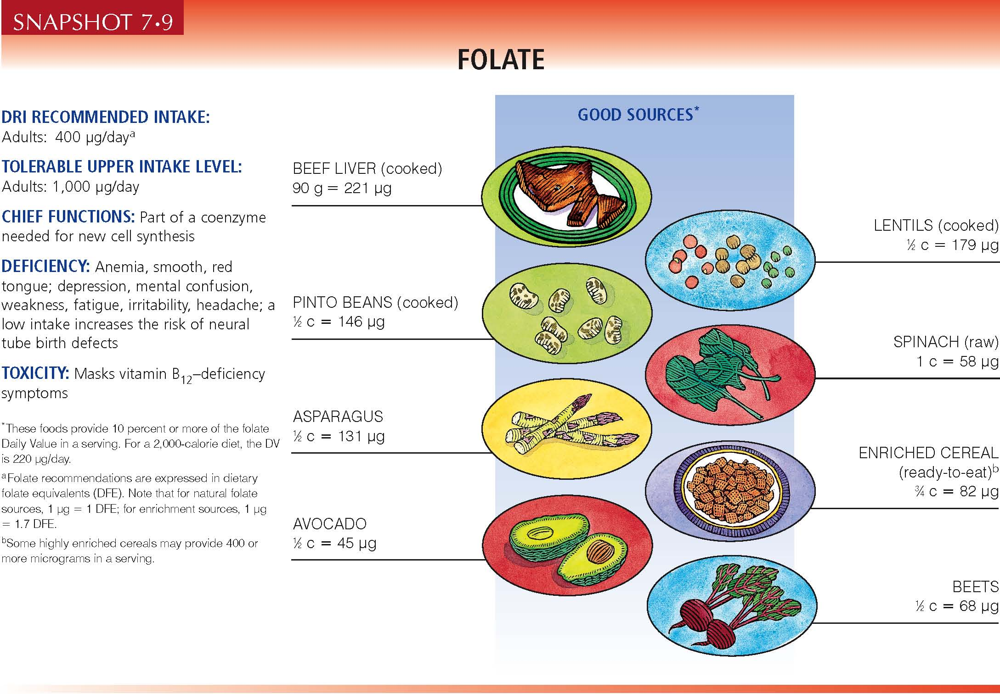 SNAPSHOT 7•9
FOLATE
DRI RECOMMENDED INTAKE:
Adults: 400 µg/dayᵃ
TOLERABLE UPPER INTAKE LEVEL:
Adults: 1,000 µg/day
CHIEF FUNCTIONS: Part of a coenzyme
needed for new cell synthesis
DEFICIENCY: Anemia, smooth, red
tongue; depression, mental confusion,
weakness, fatigue, irritability, headache; a
low intake increases the risk of neural
tube birth defects
TOXICITY: Masks vitamin B₁₂–deficiency
symptoms
*These foods provide 10 percent or more of the folate
Daily Value in a serving. For a 2,000-calorie diet, the DV
is 220 µg/day.
ᵃFolate recommendations are expressed in dietary
folate equivalents (DFE). Note that for natural folate
sources, 1 µg = 1 DFE; for enrichment sources, 1 µg
= 1.7 DFE.
ᵇSome highly enriched cereals may provide 400 or
more micrograms in a serving.
GOOD SOURCES*
BEEF LIVER (cooked)
90 g = 221 µg
PINTO BEANS (cooked)
½ c = 146 µg
ASPARAGUS
½ c = 131 µg
AVOCADO
½ c = 45 µg
LENTILS (cooked)
½ c = 179 µg
SPINACH (raw)
1 c = 58 µg
ENRICHED CEREAL
(ready-to-eat)ᵇ
¾ c = 82 µg
BEETS
½ c = 68 µg